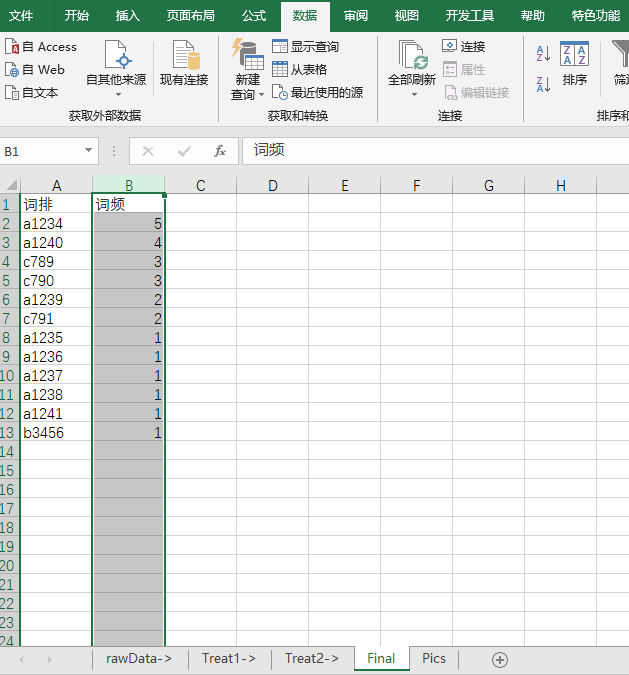 文件 开始 插入 页面布局 公式 数据 审阅 视图 开发工具 帮助 特色功能
自 Access
自 Web
自文本
自其他来源
现有连接
获取外部数据
新建
查询
显示查询
从表格
最近使用的源
获取和转换
全部刷新
连接
属性
编辑链接
连接
排序
B1 fx 词频
A B C D E F G H
1 词排 词频
2 a1234 5
3 a1240 4
4 c789 3
5 c790 3
6 a1239 2
7 c791 2
8 a1235 1
9 a1236 1
10 a1237 1
11 a1238 1
12 a1241 1
13 b3456 1
14
15
16
17
18
19
20
21
22
23
24
rawData-> Treat1-> Treat2-> Final Pics